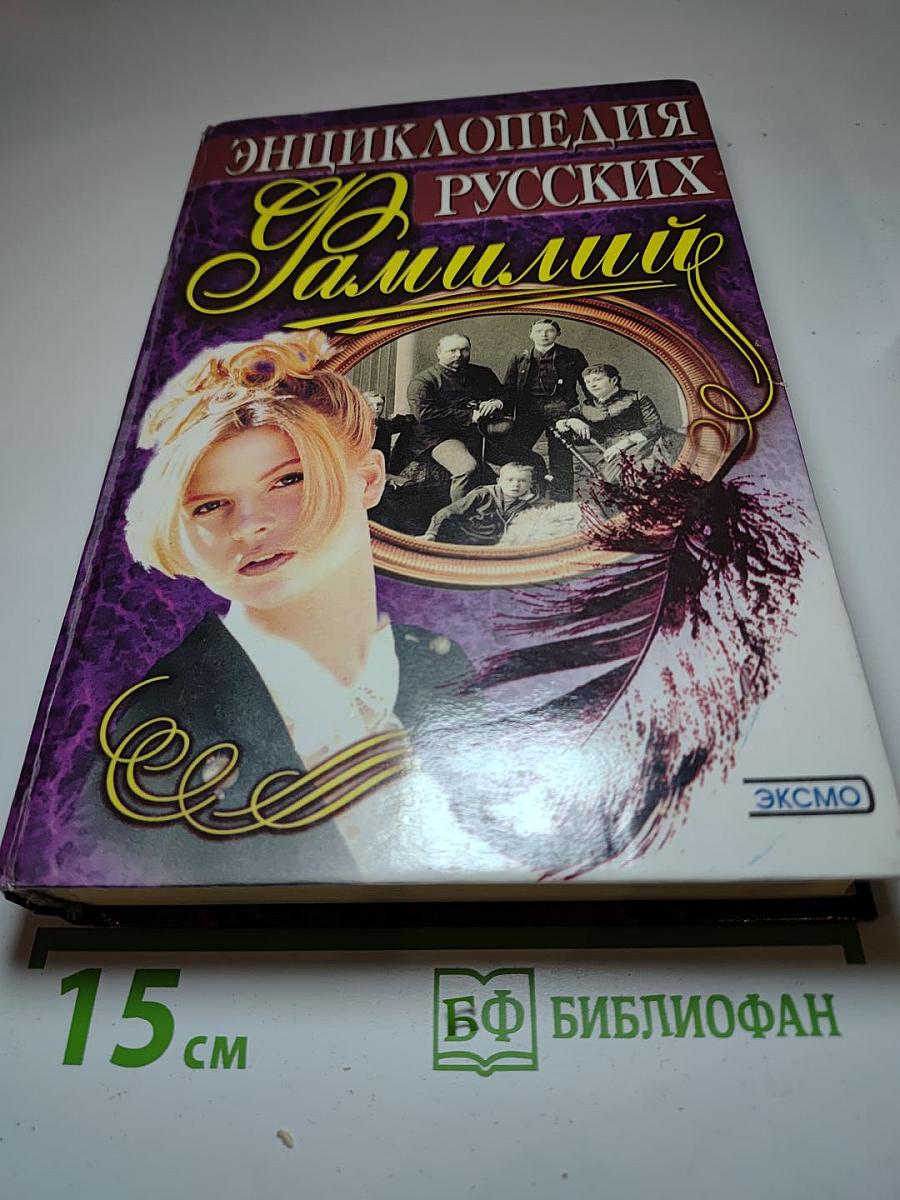 ЭНЦИКЛОПЕДИЯ
РУССКИХ
Фамилий
ЭКСМО
15 см
БФ БИБЛИОФАН